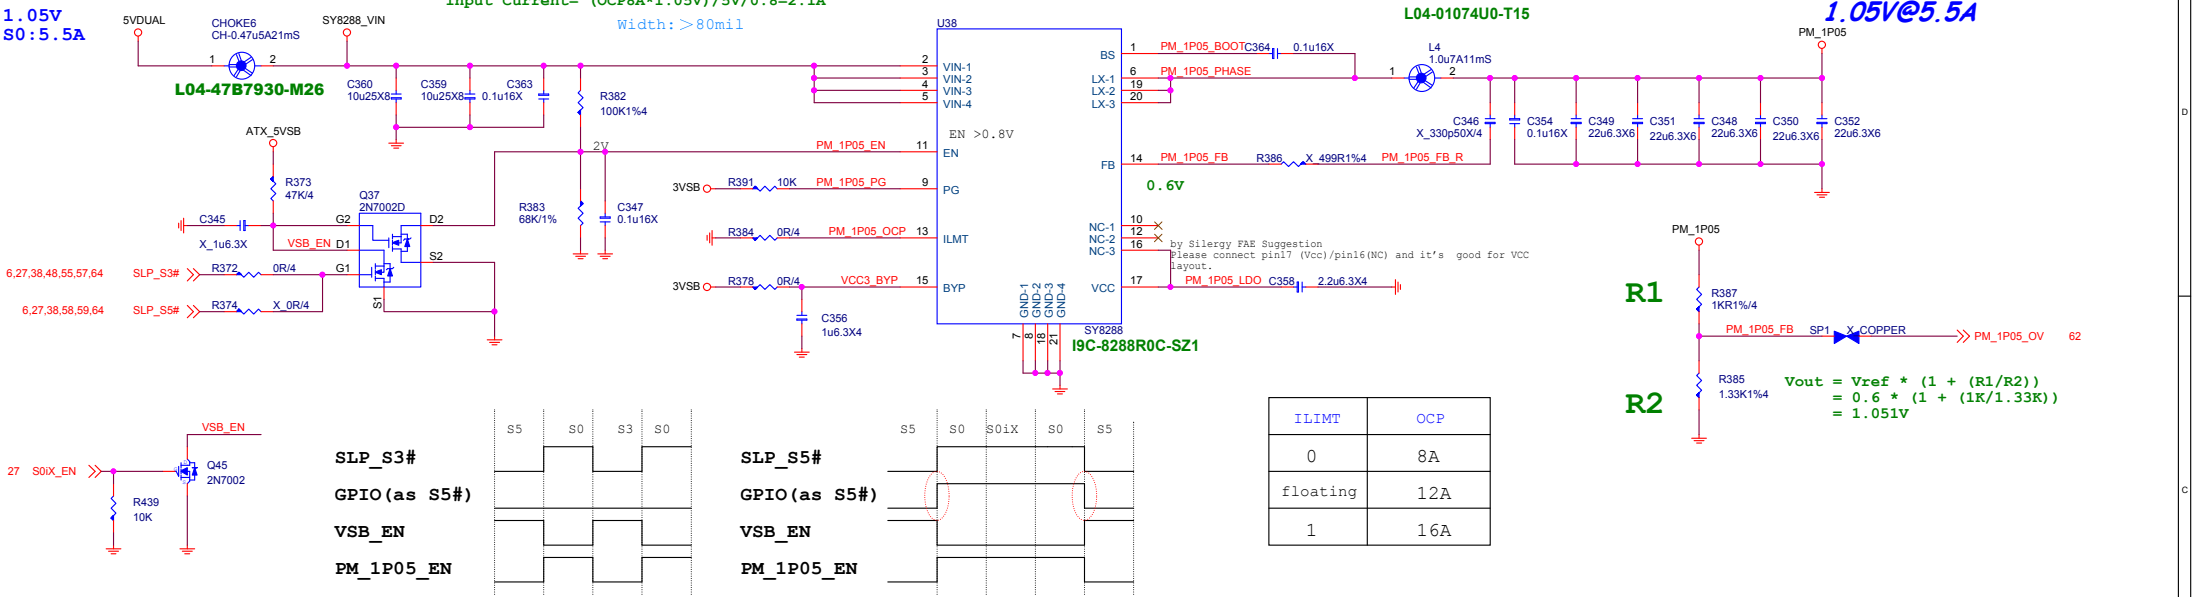 1.05V
S0:5.5A
5VDUAL
CHOKE6
CH-0.47u5A21mS
1
2
L04-47B7930-M26
SY8288_VIN
Input Current= (OCP8A*1.05V)/5V/0.8=2.1A
Width:>80mil
C360
10u25X8
C359
10u25X8
C363
0.1u16X
R382
100K1%4
U38
2 VIN-1
3 VIN-2
4 VIN-3
5 VIN-4
EN >0.8V
2V
PM_1P05_EN 11 EN
3VSB R391 10K PM_1P05_PG 9 PG
R384 0R/4 PM_1P05_OCP 13 ILMT
3VSB R378 0R/4 VCC3_BYP 15 BYP
C356
1u6.3X4
R383
68K/1%
C347
0.1u16X
BS 1 PM_1P05_BOOT C364 0.1u16X
LX-1 6 PM_1P05_PHASE
LX-2 19
LX-3 20
FB 14 PM_1P05_FB R386 X_499R1%4 PM_1P05_FB_R
0.6V
NC-1 10
NC-2 12
NC-3 16
by Silergy FAE Suggestion
Please connect pin17 (Vcc)/pin16(NC) and it's good for VCC
layout.
VCC 17 PM_1P05_LDO C358 2.2u6.3X4
GND-1
GND-2
GND-3
GND-4
7
8
18
21
SY8288
I9C-8288R0C-SZ1
L04-01074U0-T15
L4
1.0u7A11mS
1
2
1.05V@5.5A
PM_1P05
C346
X_330p50X/4
C354
0.1u16X
C349
22u6.3X6
C351
22u6.3X6
C348
22u6.3X6
C350
22u6.3X6
C352
22u6.3X6
ATX_5VSB
R373
47K/4
C345
X_1u6.3X
Q37
2N7002D
G2
D2
VSB_EN D1
S2
G1
S1
6,27,38,48,55,57,64 SLP_S3# R372 0R/4
6,27,38,58,59,64 SLP_S5# R374 X_0R/4
PM_1P05
R1
R387
1KR1%/4
PM_1P05_FB SP1 X_COPPER PM_1P05_OV 62
R2
R385
1.33K1%4
Vout = Vref * (1 + (R1/R2))
= 0.6 * (1 + (1K/1.33K))
= 1.051V
VSB_EN
27 S0iX_EN
Q45
2N7002
R439
10K
S5 S0 S3 S0
SLP_S3#
GPIO(as S5#)
VSB_EN
PM_1P05_EN
S5 S0 S0iX S0 S5
SLP_S5#
GPIO(as S5#)
VSB_EN
PM_1P05_EN
ILIMT OCP
0 8A
floating 12A
1 16A
D
C